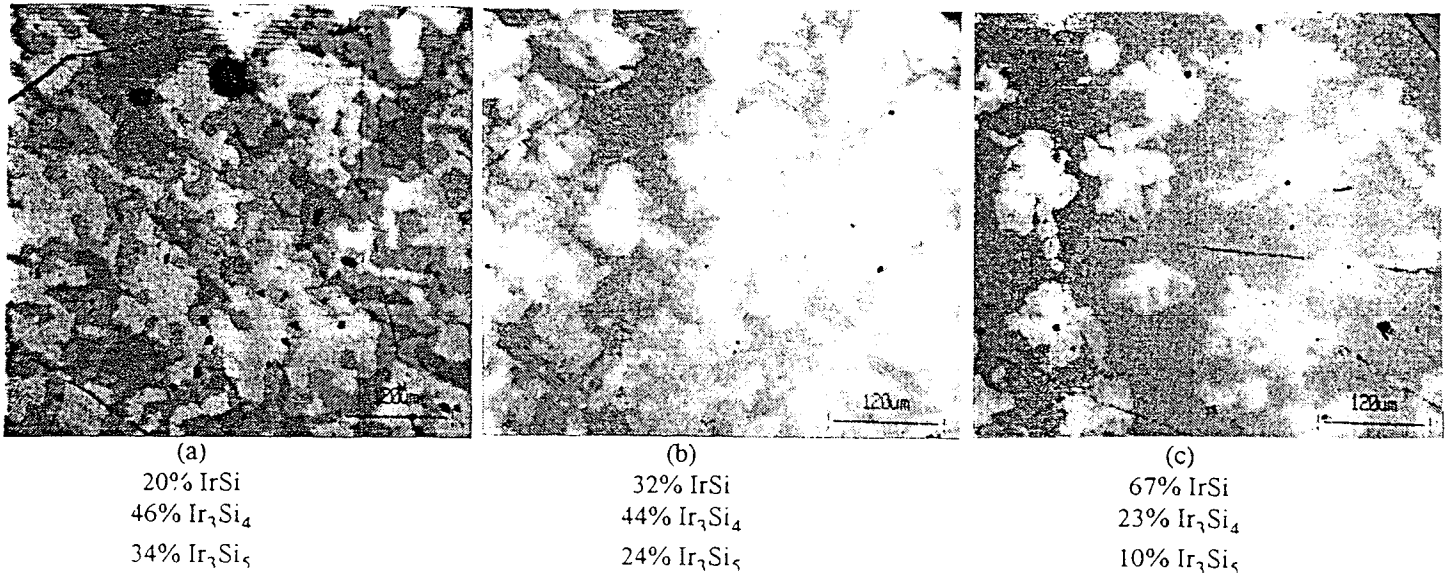 120um
120um
120um
(a)
20% IrSi
46% Ir₃Si₄
34% Ir₃Si₅
(b)
32% IrSi
44% Ir₃Si₄
24% Ir₃Si₅
(c)
67% IrSi
23% Ir₃Si₄
10% Ir₃Si₅